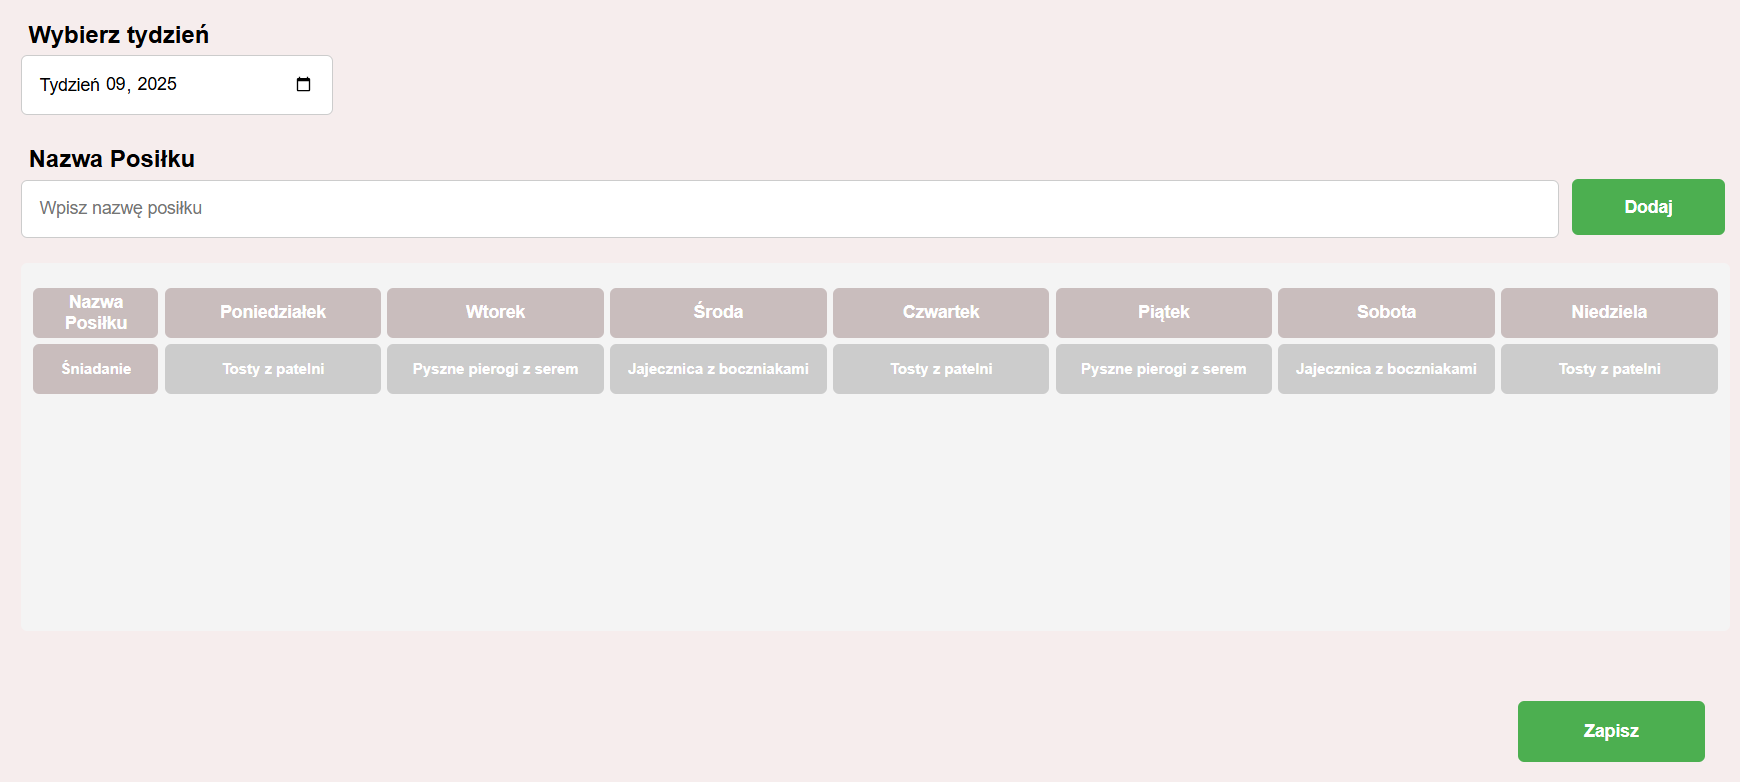 Wybierz tydzień
Tydzień 09, 2025
Nazwa Posiłku
Wpisz nazwę posiłku
Dodaj
Nazwa
Posiłku
Poniedziałek
Wtorek
Środa
Czwartek
Piątek
Sobota
Niedziela
Śniadanie
Tosty z patelni
Pyszne pierogi z serem
Jajecznica z boczniakami
Tosty z patelni
Pyszne pierogi z serem
Jajecznica z boczniakami
Tosty z patelni
Zapisz